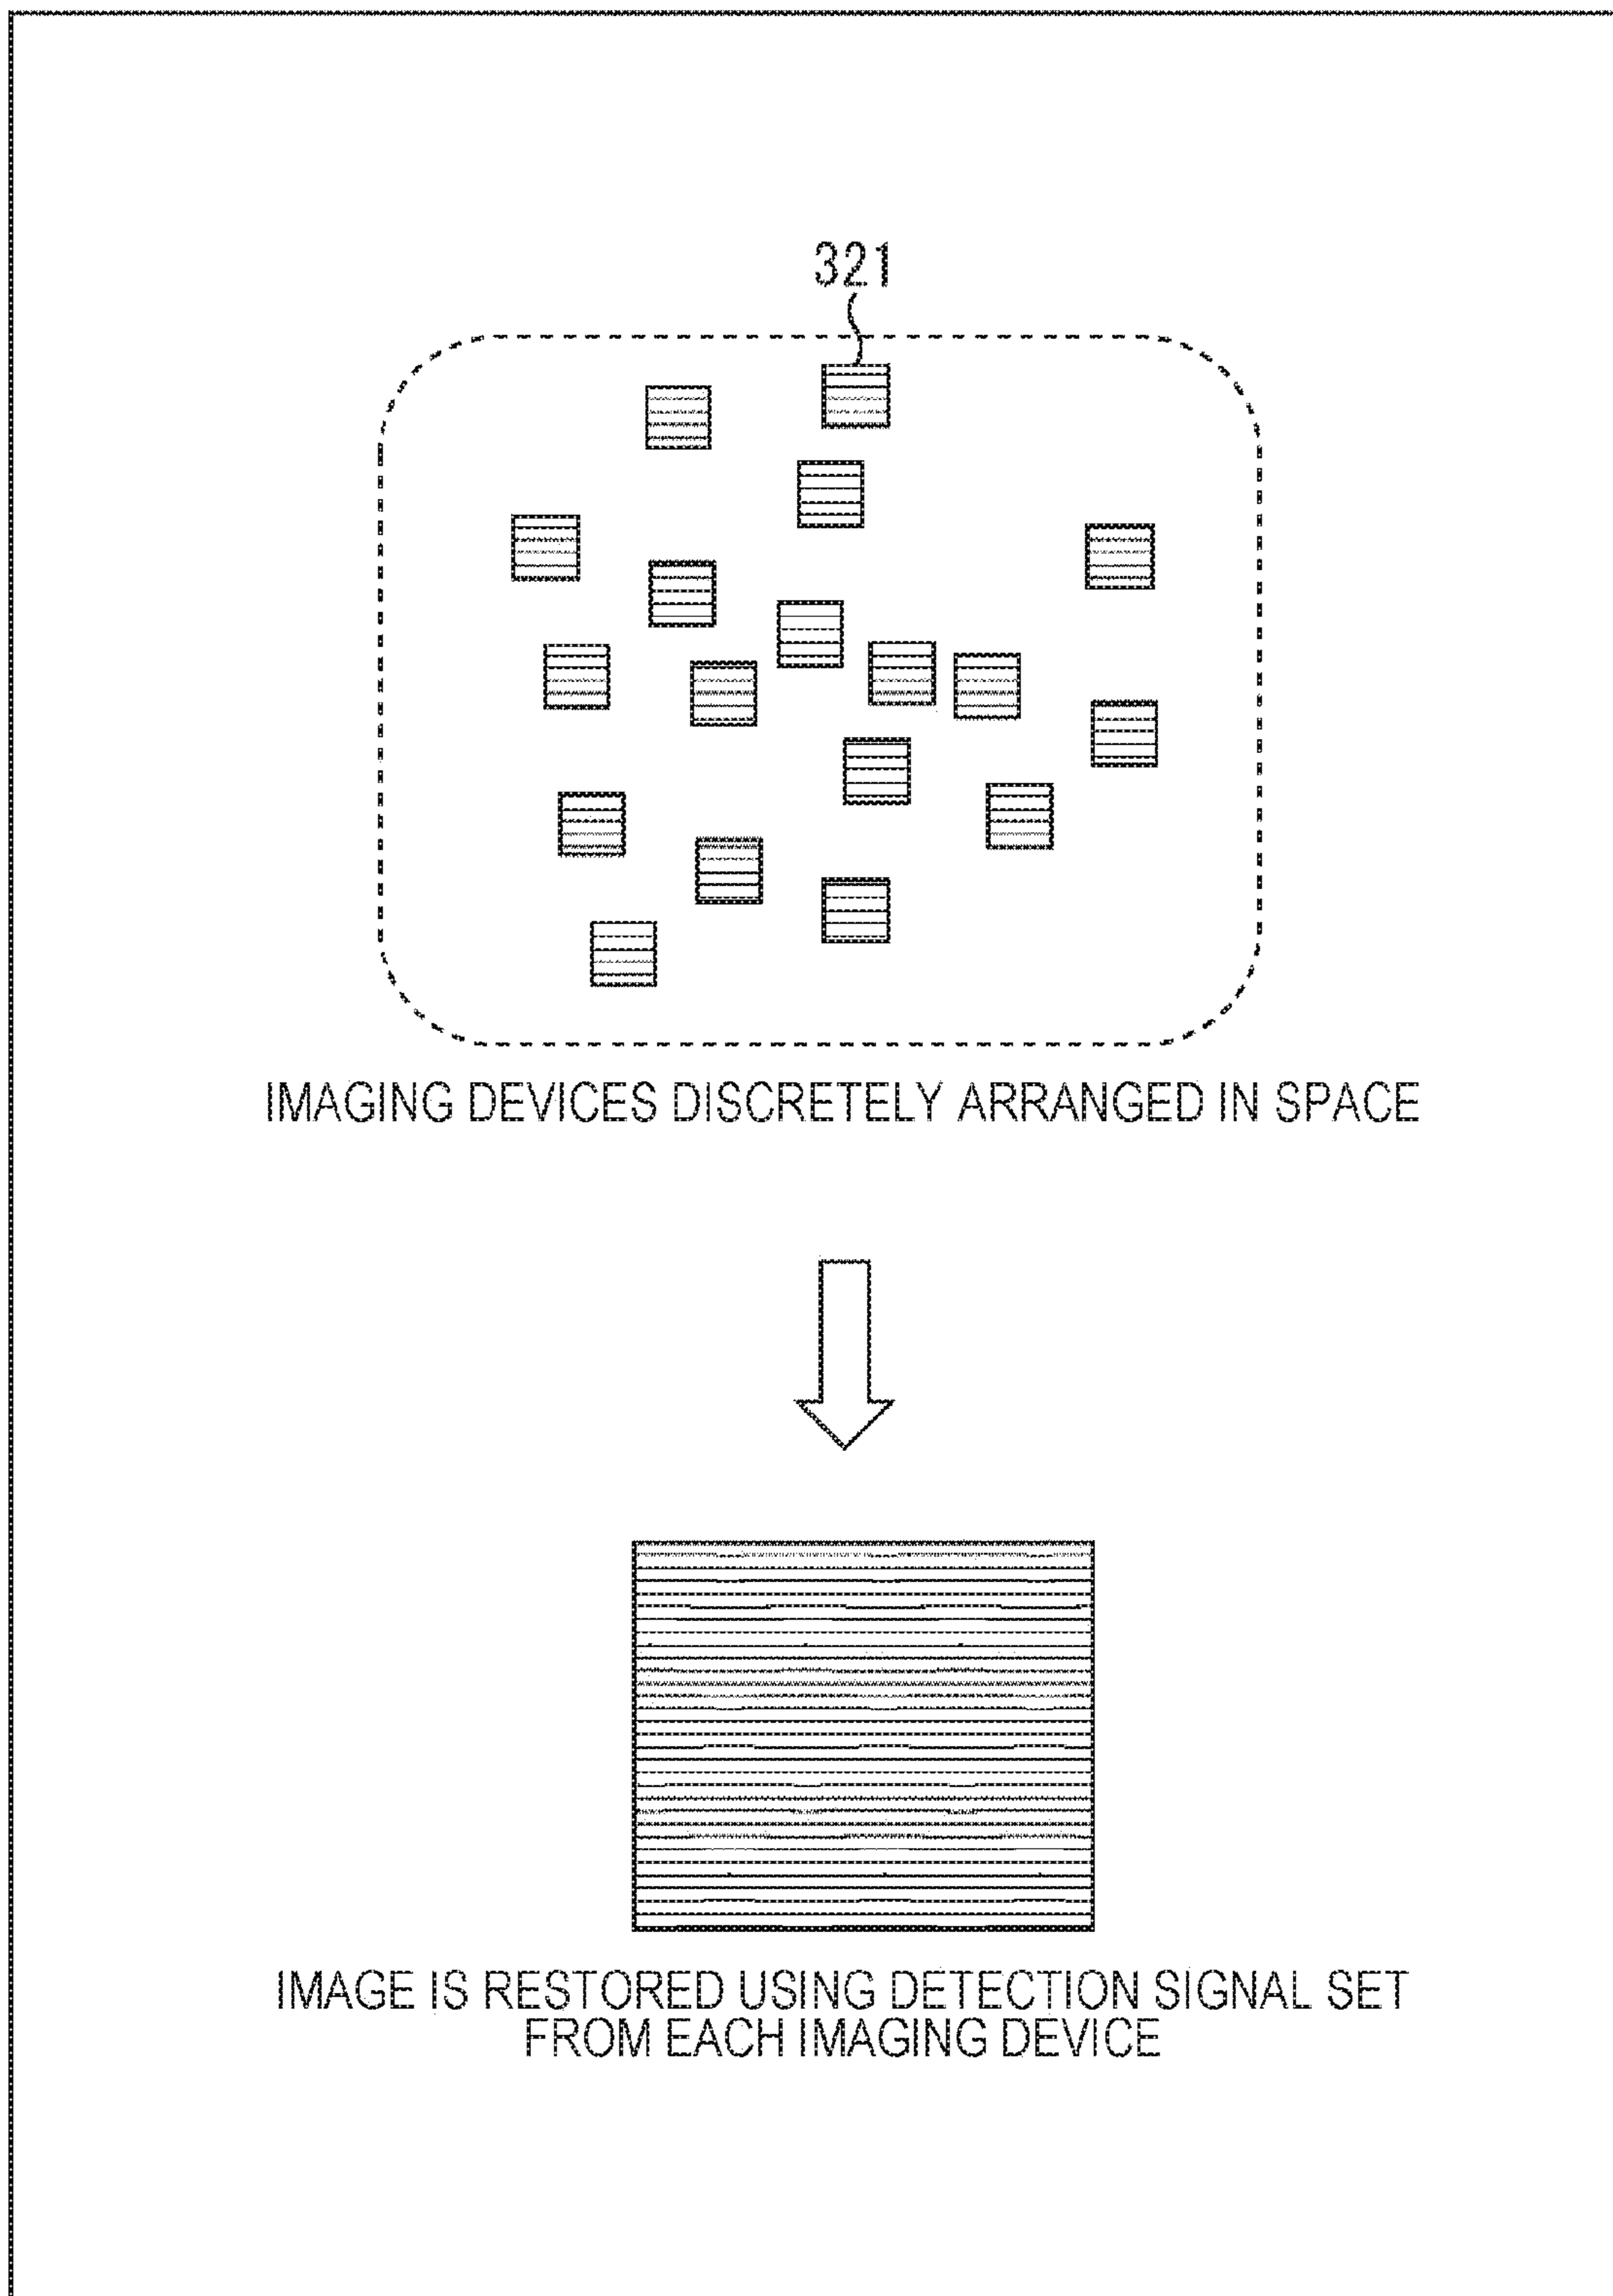 321
IMAGING DEVICES DISCRETELY ARRANGED IN SPACE
IMAGE IS RESTORED USING DETECTION SIGNAL SET
FROM EACH IMAGING DEVICE